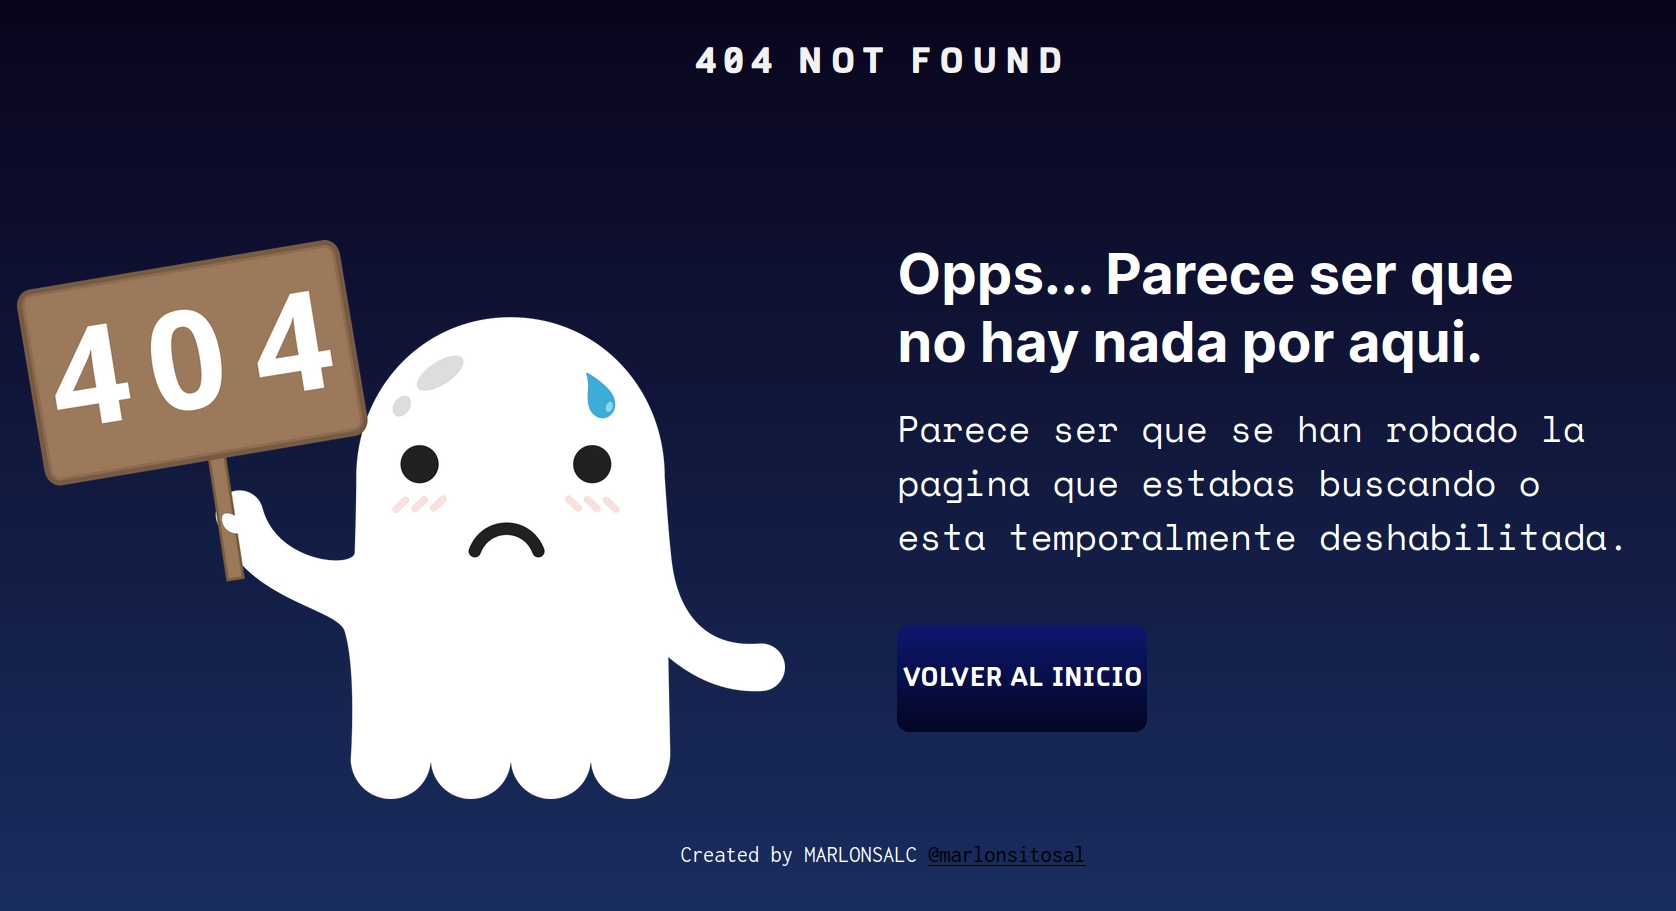 404 NOT FOUND
404
Opps... Parece ser que
no hay nada por aqui.
Parece ser que se han robado la
pagina que estabas buscando o
esta temporalmente deshabilitada.
VOLVER AL INICIO
Created by MARLONSALC @marlonsitosal